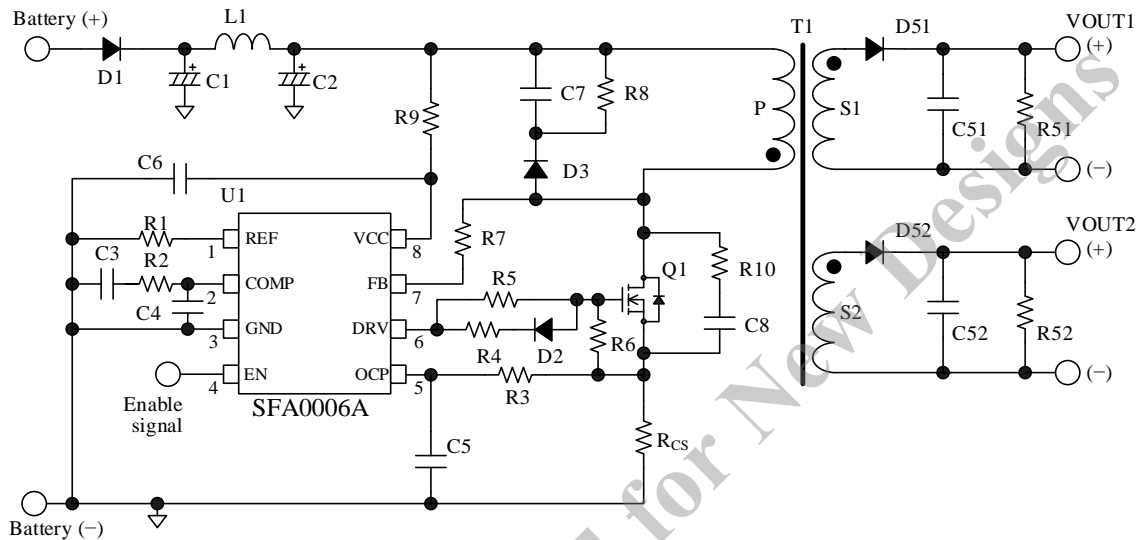 Battery (+)
L1
T1
D51
VOUT1
(+)
D1
C1
C2
C7
R8
P
S1
C51
R51
R9
C6
D3
(−)
U1
R1
REF
VCC
1
8
R7
C3
R2
COMP
FB
2
7
R5
Q1
R10
D52
VOUT2
(+)
C4
GND
DRV
3
6
R4
D2
R6
C8
S2
C52
R52
EN
OCP
4
5
R3
(−)
Enable
signal
SFA0006A
C5
RCS
Battery (−)
for New Designs